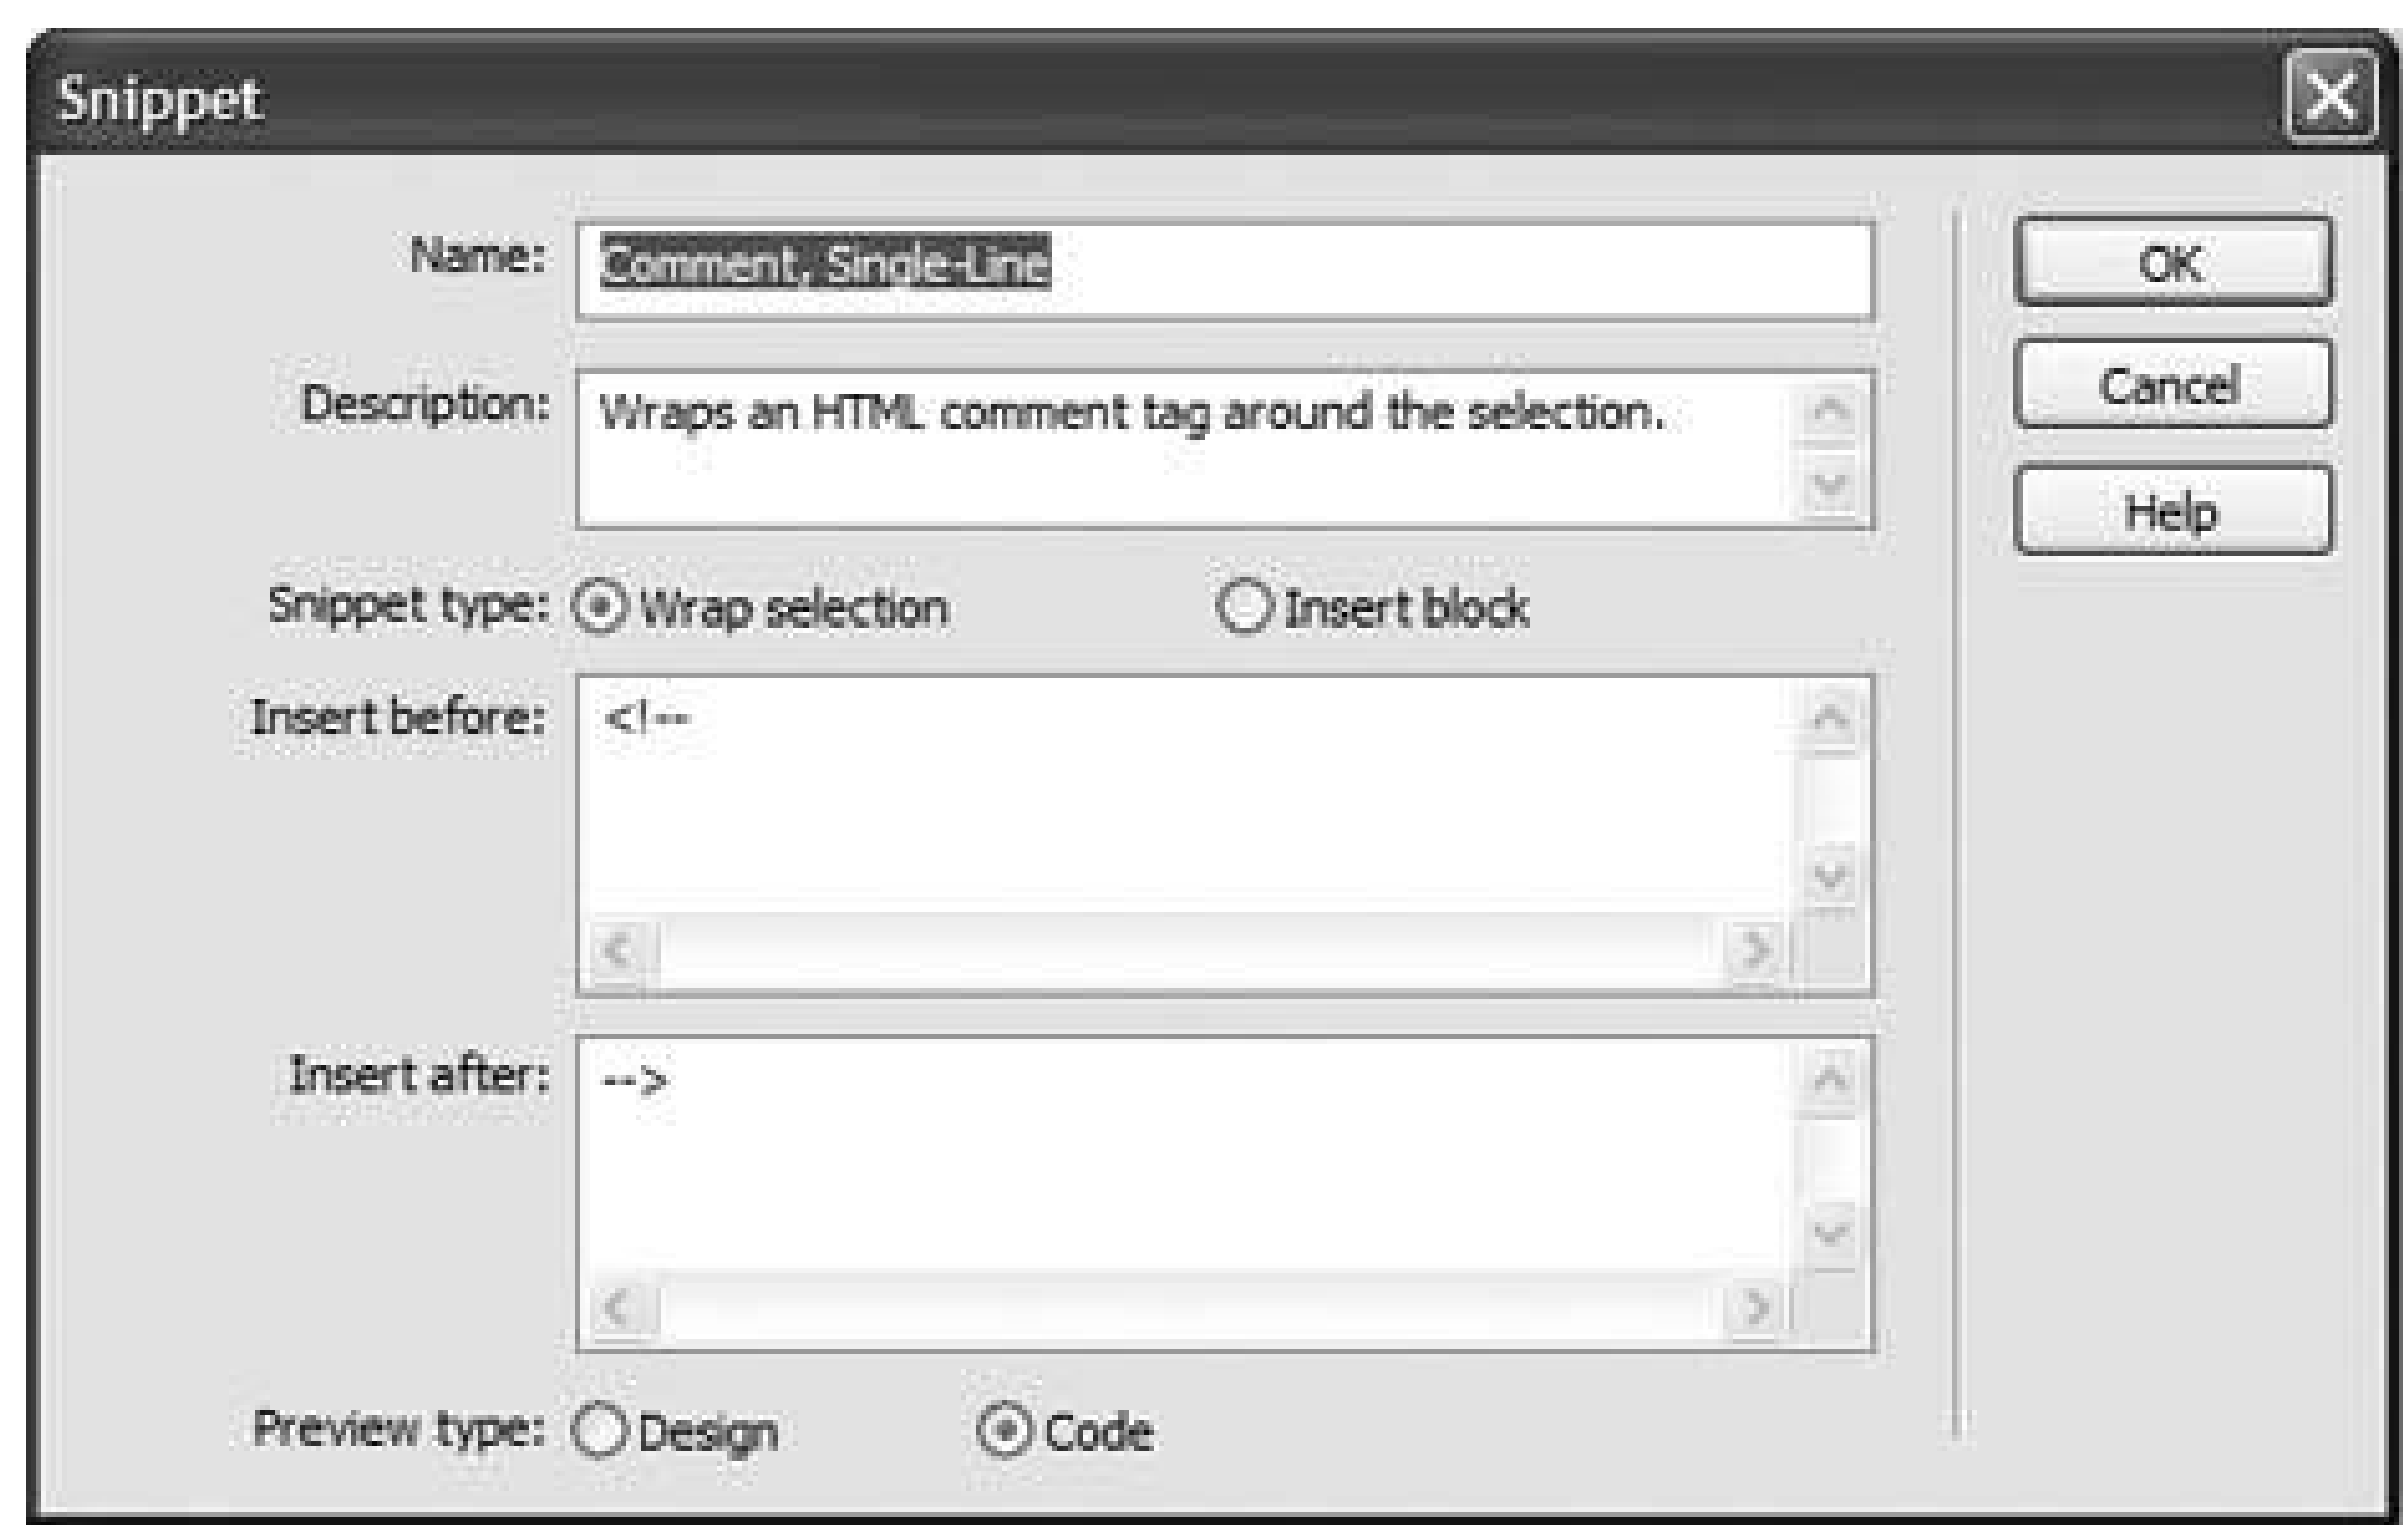 Snippet
Name: Comment, Single-Line
OK
Description: Wraps an HTML comment tag around the selection.
Cancel
Help
Snippet type: Wrap selection Insert block
Insert before: <!--
Insert after: -->
Preview type: Design Code